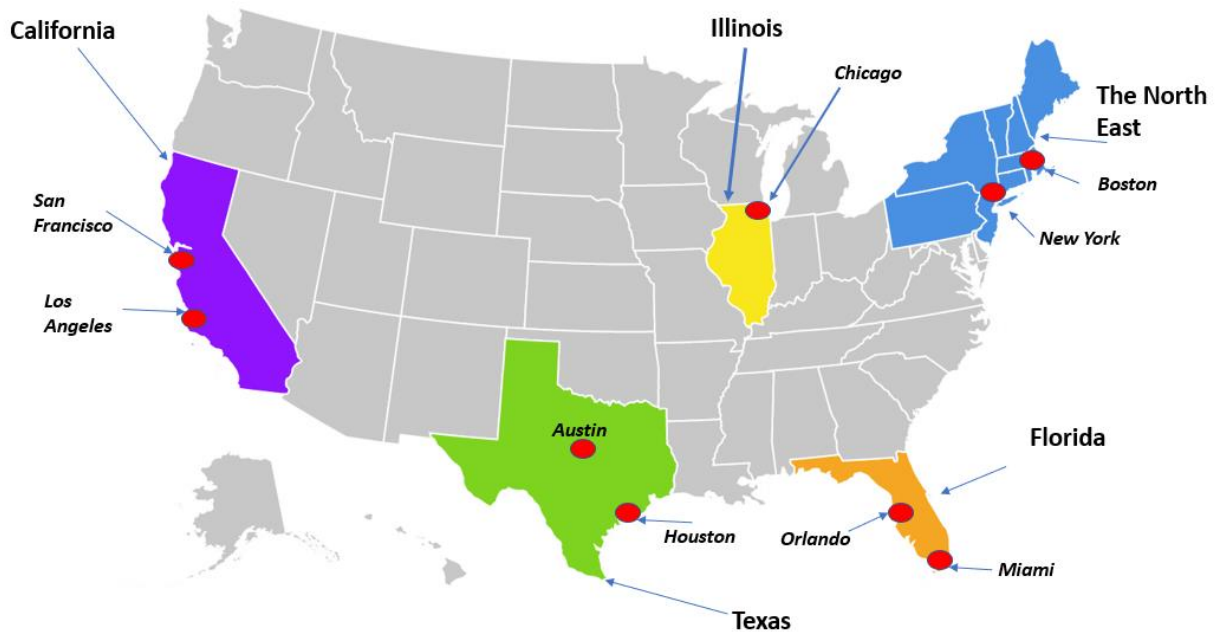 California
Illinois
Chicago
The North
East
San
Francisco
Boston
New York
Los
Angeles
Austin
Florida
Houston
Orlando
Miami
Texas